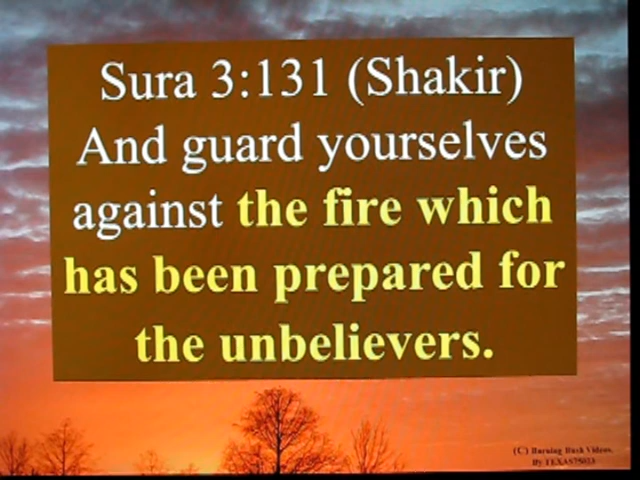 Sura 3:131 (Shakir)
And guard yourselves
against the fire which
has been prepared for
the unbelievers.
(C) Burning Bush Videos.
By TEXAS75023